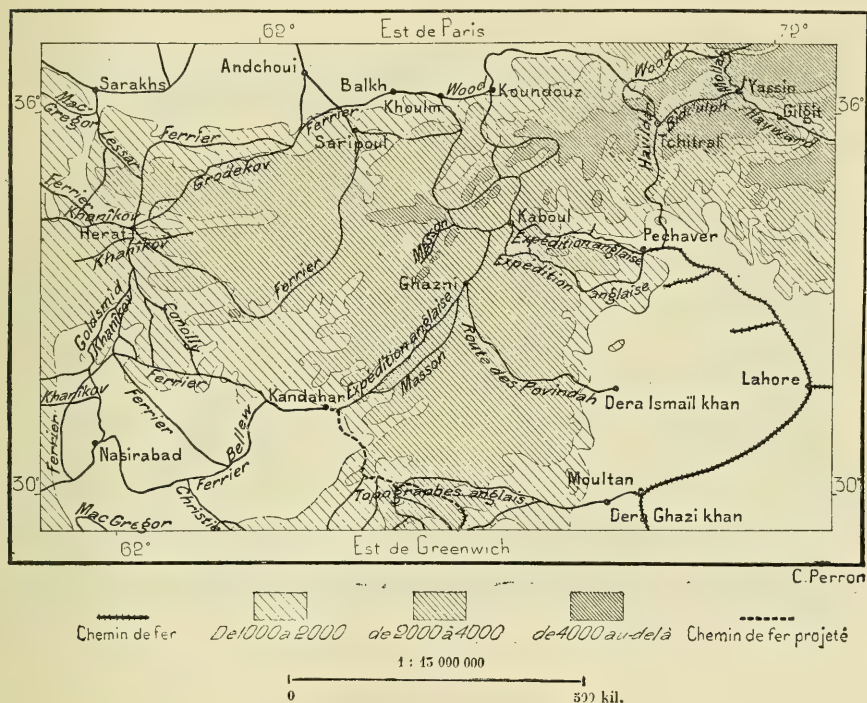 62° Est de Paris 72°
Sarakhs
Andchoui
Balkh
Wood
Koundouz
Wood
Mollas
Yassin
Gilgit
36°
Mac-
Gregor
Lessar
Ferrier
Ferrier
Khoulm
Saripoul
Grodekov
Havildar
Bidrulph
Tchitral
Hayward
36°
Ferrier
Khanikov
Herat
Khanikov
Ferrier
Masson
Kaboul
Expédition anglaise
Expédition anglaise
Pechaver
Ghazni
Goldsmid
Khanikov
Conolly
Expédition anglaise
Masson
Route des Povindah
Lahore
Khanikov
Ferrier
Ferrier
Ferrier
Kandahar
Bellew
Dera Ismaïl khan
Nasirabad
Ferrier
Moultan
30°
Christie
Topographes anglais
30°
Mac Gregor
Dera Ghazi khan
62° Est de Greenwich
C. Perron
Chemin de fer
De 1000 à 2000
de 2000 à 4000
de 4000 au-delà
Chemin de fer projeté
1 : 13 000 000
0 500 kil.